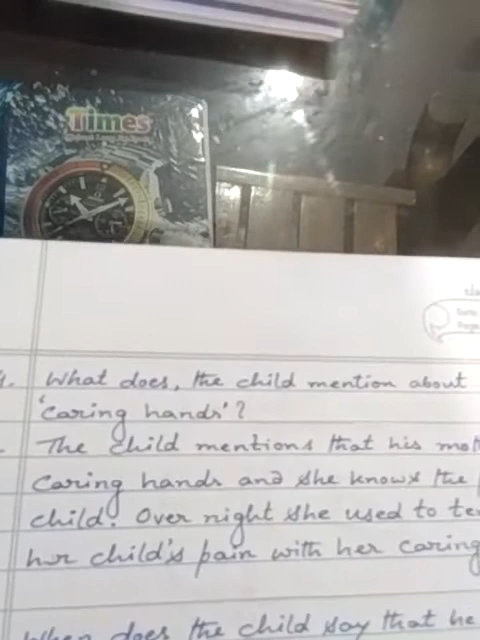 Times
What does, the child mention about
'caring hands'?
The child mentions that his
caring hands and she knows the
child. Over night she used to
her child's pain with her caring
When does the child say that he